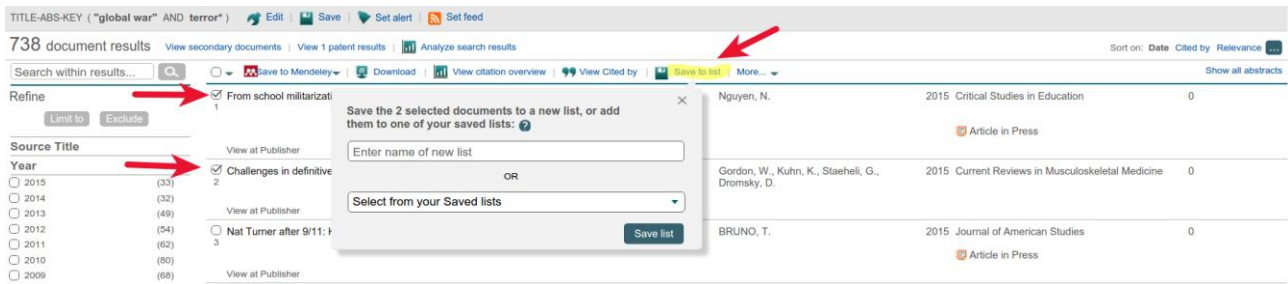 TITLE-ABS-KEY ( "global war" AND terror* ) Edit | Save | Set alert | Set feed
738 document results View secondary documents | View 1 patent results | Analyze search results Sort on: Date Cited by Relevance ...
Search within results... Save to Mendeley | Download | View citation overview | View Cited by | Save to list | More... Show all abstracts
Refine
Limit to Exclude
Source Title
Year
2015 (33)
2014 (32)
2013 (49)
2012 (54)
2011 (62)
2010 (80)
2009 (68)
From school militarizati Nguyen, N. 2015 Critical Studies in Education 0
1
Article in Press
View at Publisher
Challenges in definitive Gordon, W., Kuhn, K., Staeheli, G., 2015 Current Reviews in Musculoskeletal Medicine 0
2 Dromsky, D.
View at Publisher
Nat Turner after 9/11: BRUNO, T. 2015 Journal of American Studies 0
3
Article in Press
View at Publisher
Save the 2 selected documents to a new list, or add
them to one of your saved lists: ?
Enter name of new list
OR
Select from your Saved lists
Save list